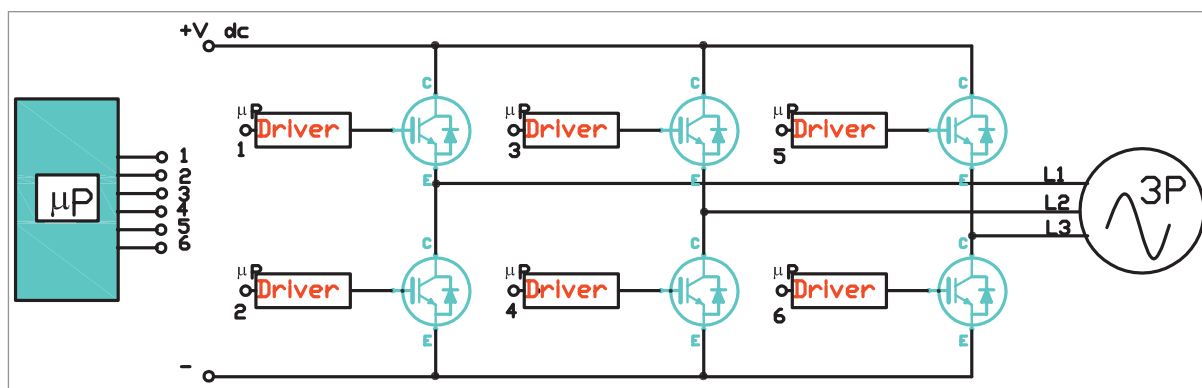 +V dc
C C C
μP μP μP
Driver Driver Driver
1 3 5
E E E
μP
1
2
3
4
5
6
L1
L2
L3
3P
C C C
μP μP μP
Driver Driver Driver
2 4 6
E E E
-